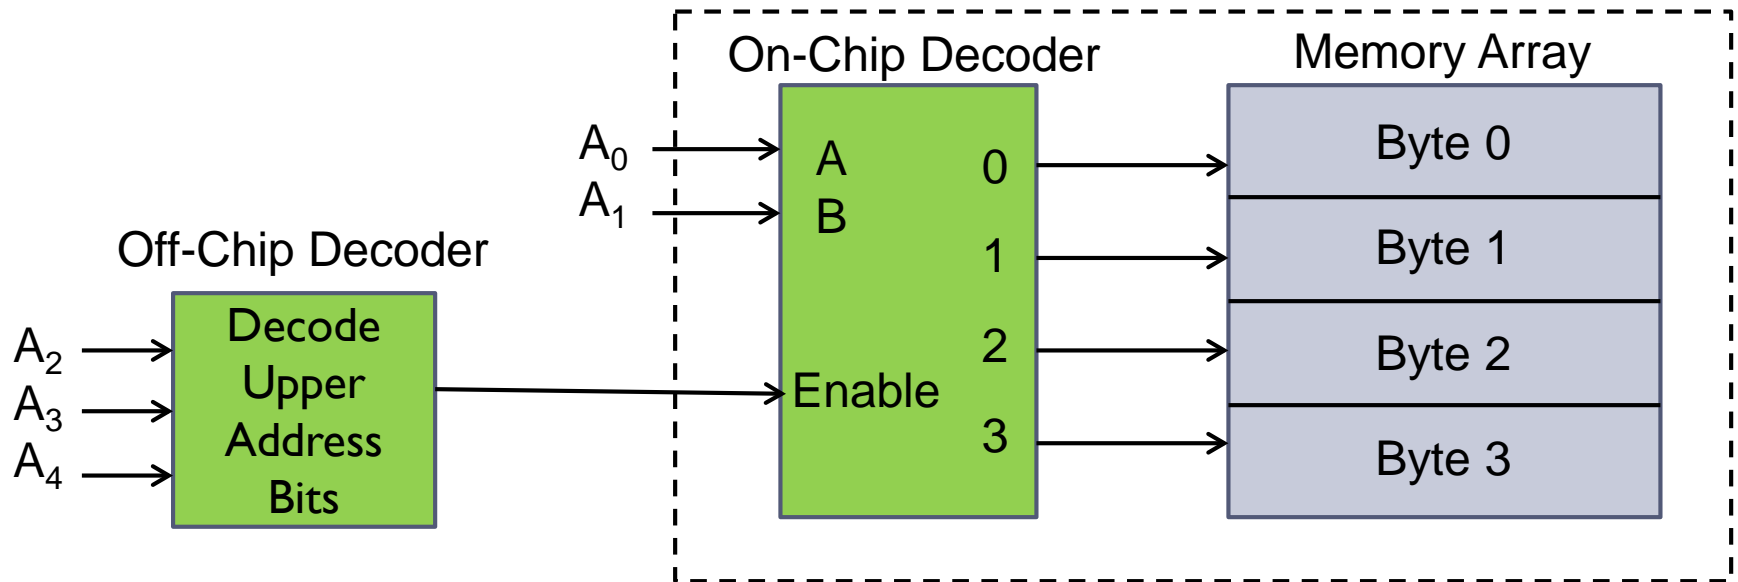 On-Chip Decoder
Memory Array
A₀
A₁
A
B
0
1
2
3
Enable
Byte 0
Byte 1
Byte 2
Byte 3
Off-Chip Decoder
A₂
A₃
A₄
Decode
Upper
Address
Bits